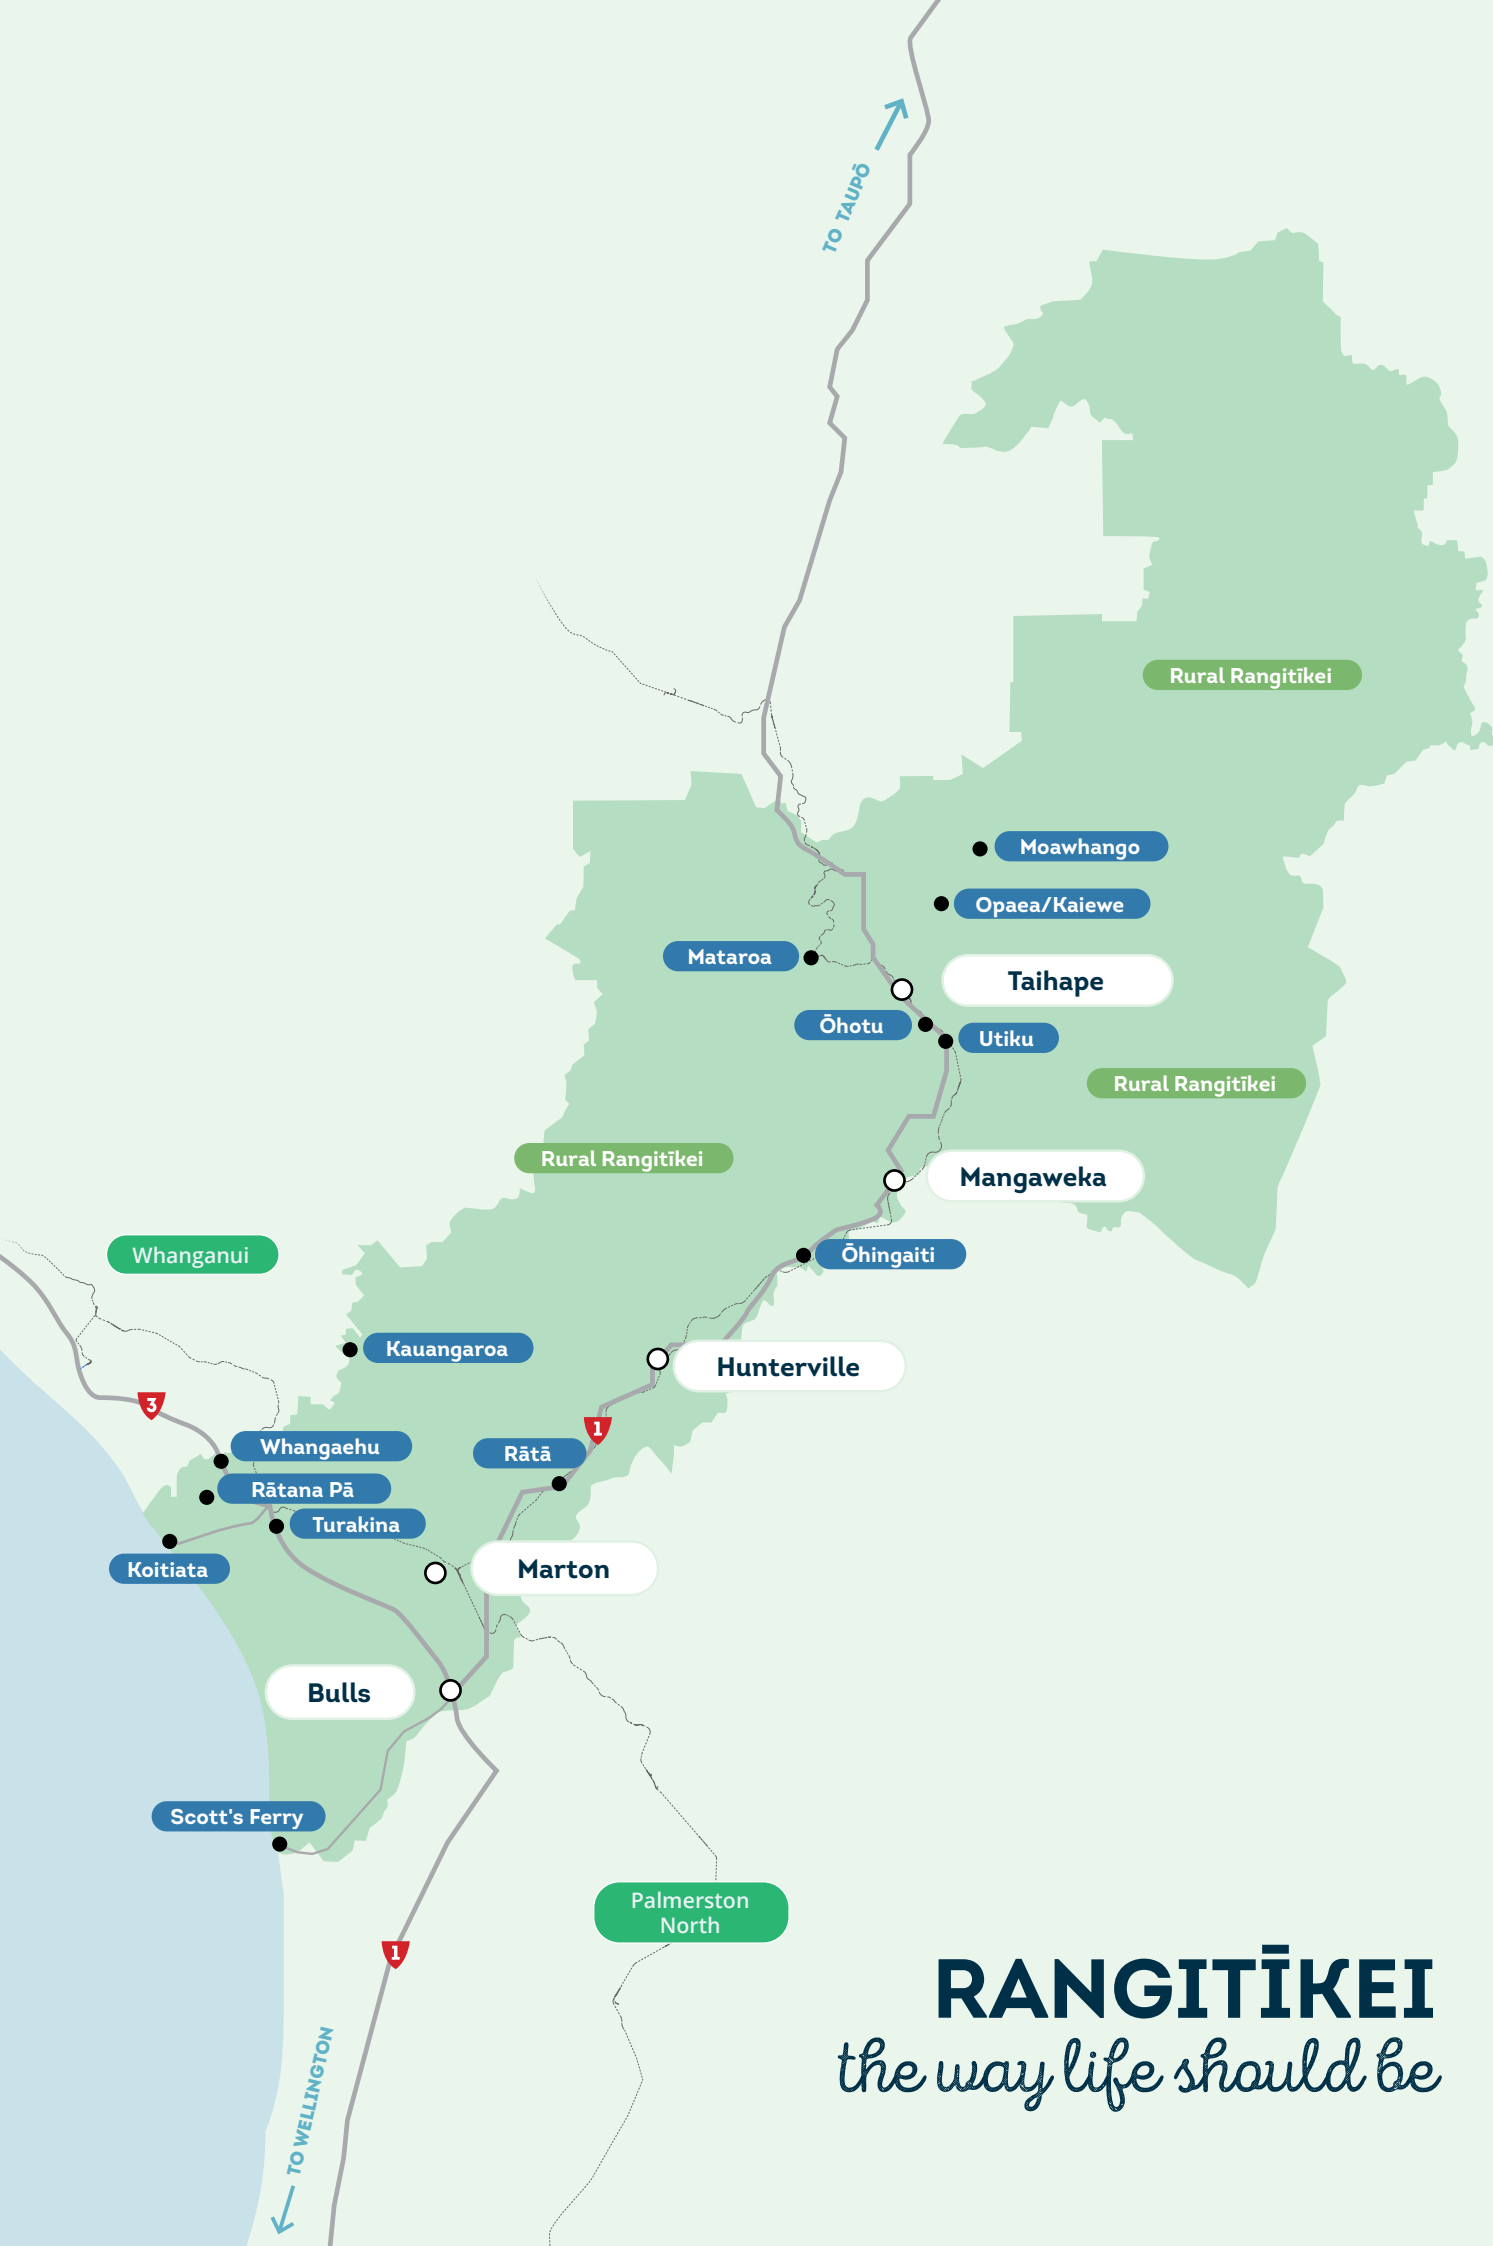 TO TAUPŌ
Rural Rangitīkei
Moawhango
Opaea/Kaiewe
Mataroa
Taihape
Ōhotu
Utiku
Rural Rangitīkei
Rural Rangitīkei
Mangaweka
Whanganui
Ōhingaiti
Kauangaroa
Hunterville
3
1
Whangaehu
Rātā
Rātana Pā
Turakina
Koitiata
Marton
Bulls
Scott's Ferry
Palmerston
North
1
RANGITĪKEI
the way life should be
TO WELLINGTON